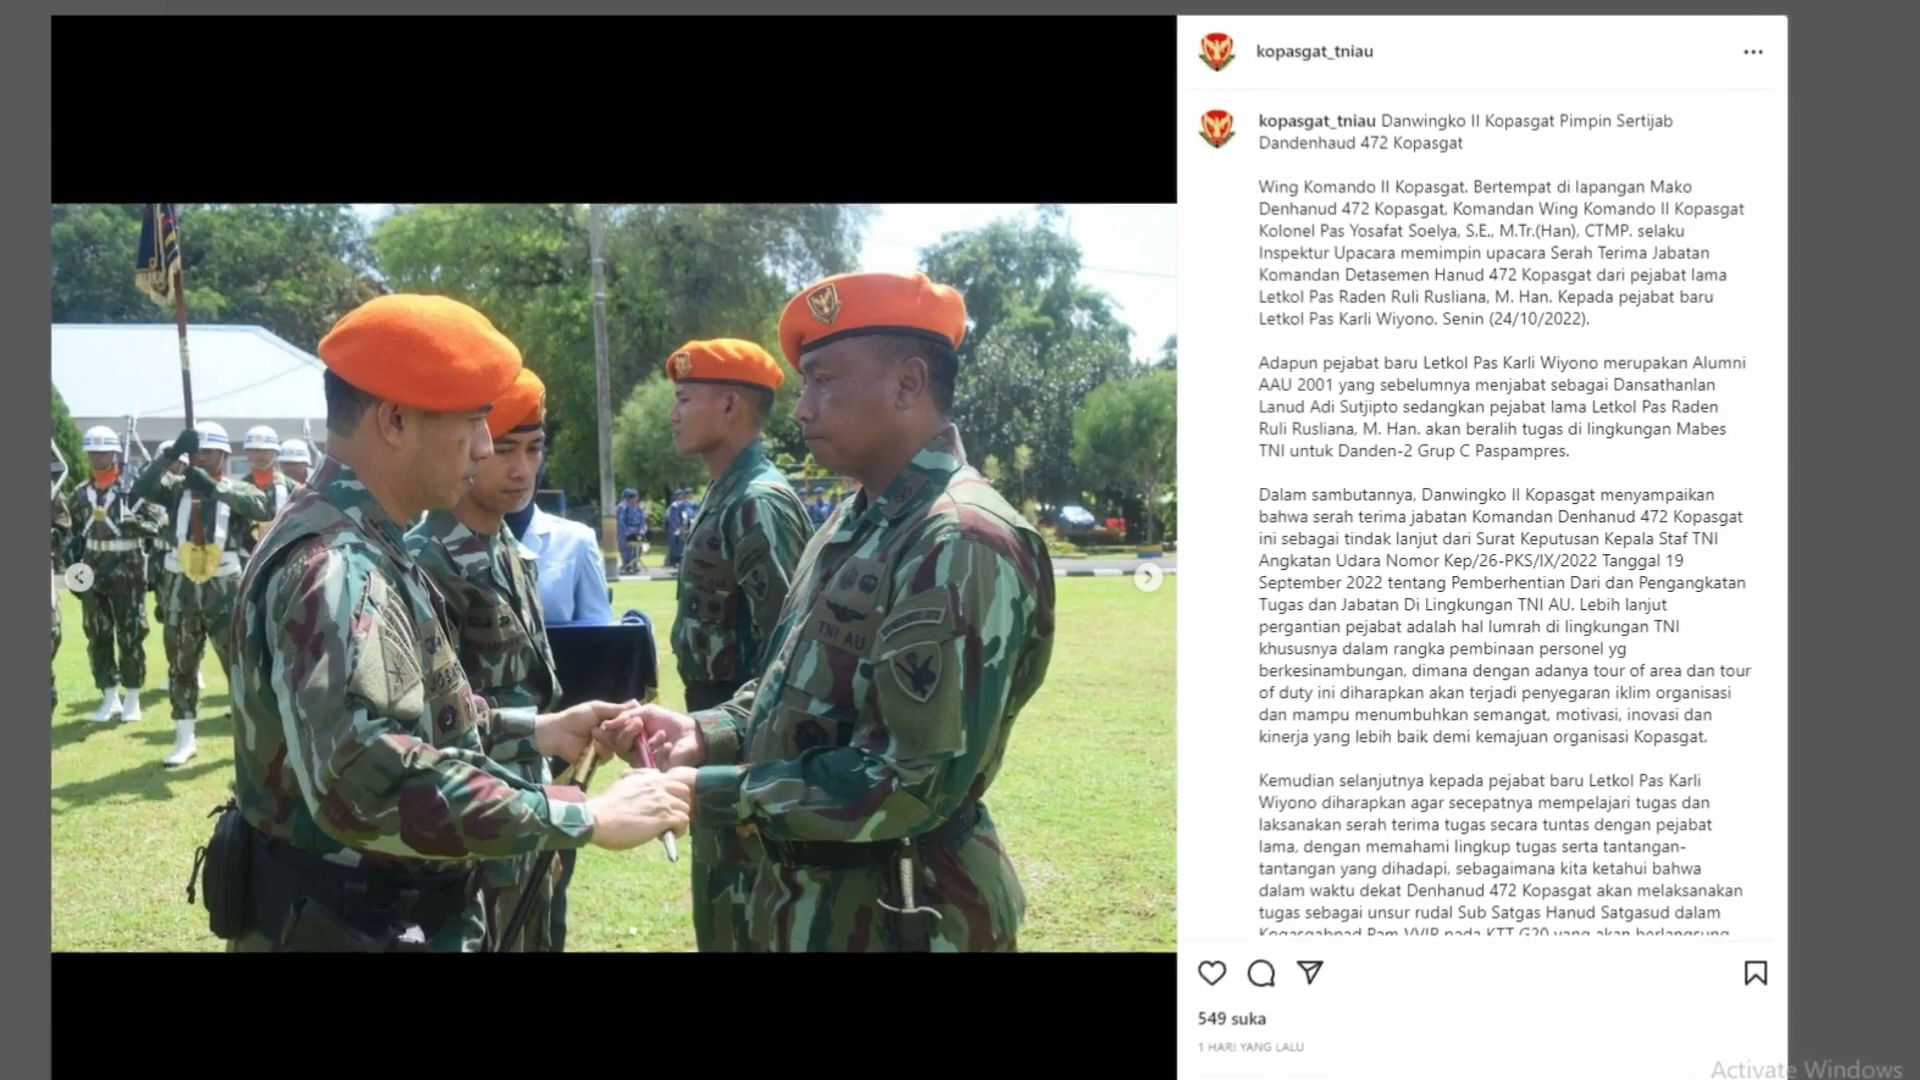 kopasgat_tniau
kopasgat_tniau Danwingko II Kopasgat Pimpin Sertijab
Dandenhaud 472 Kopasgat
Wing Komando II Kopasgat. Bertempat di lapangan Mako
Denhanud 472 Kopasgat, Komandan Wing Komando II Kopasgat
Kolonel Pas Yosafat Soelya, S.E., M.Tr.(Han), CTMP. selaku
Inspektur Upacara memimpin upacara Serah Terima Jabatan
Komandan Detasemen Hanud 472 Kopasgat dari pejabat lama
Letkol Pas Raden Ruli Rusliana, M. Han. Kepada pejabat baru
Letkol Pas Karli Wiyono. Senin (24/10/2022).
Adapun pejabat baru Letkol Pas Karli Wiyono merupakan Alumni
AAU 2001 yang sebelumnya menjabat sebagai Dansathanlan
Lanud Adi Sutjipto sedangkan pejabat lama Letkol Pas Raden
Ruli Rusliana, M. Han. akan beralih tugas di lingkungan Mabes
TNI untuk Danden-2 Grup C Paspampres.
Dalam sambutannya, Danwingko II Kopasgat menyampaikan
bahwa serah terima jabatan Komandan Denhanud 472 Kopasgat
ini sebagai tindak lanjut dari Surat Keputusan Kepala Staf TNI
Angkatan Udara Nomor Kep/26-PKS/IX/2022 Tanggal 19
September 2022 tentang Pemberhentian Dari dan Pengangkatan
Tugas dan Jabatan Di Lingkungan TNI AU. Lebih lanjut
pergantian pejabat adalah hal lumrah di lingkungan TNI
khususnya dalam rangka pembinaan personel yg
berkesinambungan, dimana dengan adanya tour of area dan tour
of duty ini diharapkan akan terjadi penyegaran iklim organisasi
dan mampu menumbuhkan semangat, motivasi, inovasi dan
kinerja yang lebih baik demi kemajuan organisasi Kopasgat.
Kemudian selanjutnya kepada pejabat baru Letkol Pas Karli
Wiyono diharapkan agar secepatnya mempelajari tugas dan
laksanakan serah terima tugas secara tuntas dengan pejabat
lama, dengan memahami lingkup tugas serta tantangan-
tantangan yang dihadapi, sebagaimana kita ketahui bahwa
dalam waktu dekat Denhanud 472 Kopasgat akan melaksanakan
tugas sebagai unsur rudal Sub Satgas Hanud Satgasud dalam
Kogasgabpad Pam VVIP pada KTT G20 yang akan berlangsung
549 suka
1 HARI YANG LALU
TNI AU
Activate Windows